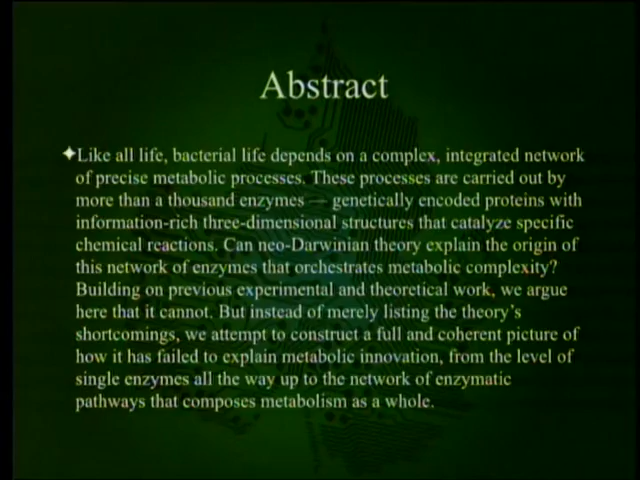 Abstract
✦Like all life, bacterial life depends on a complex, integrated network
of precise metabolic processes. These processes are carried out by
more than a thousand enzymes — genetically encoded proteins with
information-rich three-dimensional structures that catalyze specific
chemical reactions. Can neo-Darwinian theory explain the origin of
this network of enzymes that orchestrates metabolic complexity?
Building on previous experimental and theoretical work, we argue
here that it cannot. But instead of merely listing the theory's
shortcomings, we attempt to construct a full and coherent picture of
how it has failed to explain metabolic innovation, from the level of
single enzymes all the way up to the network of enzymatic
pathways that composes metabolism as a whole.